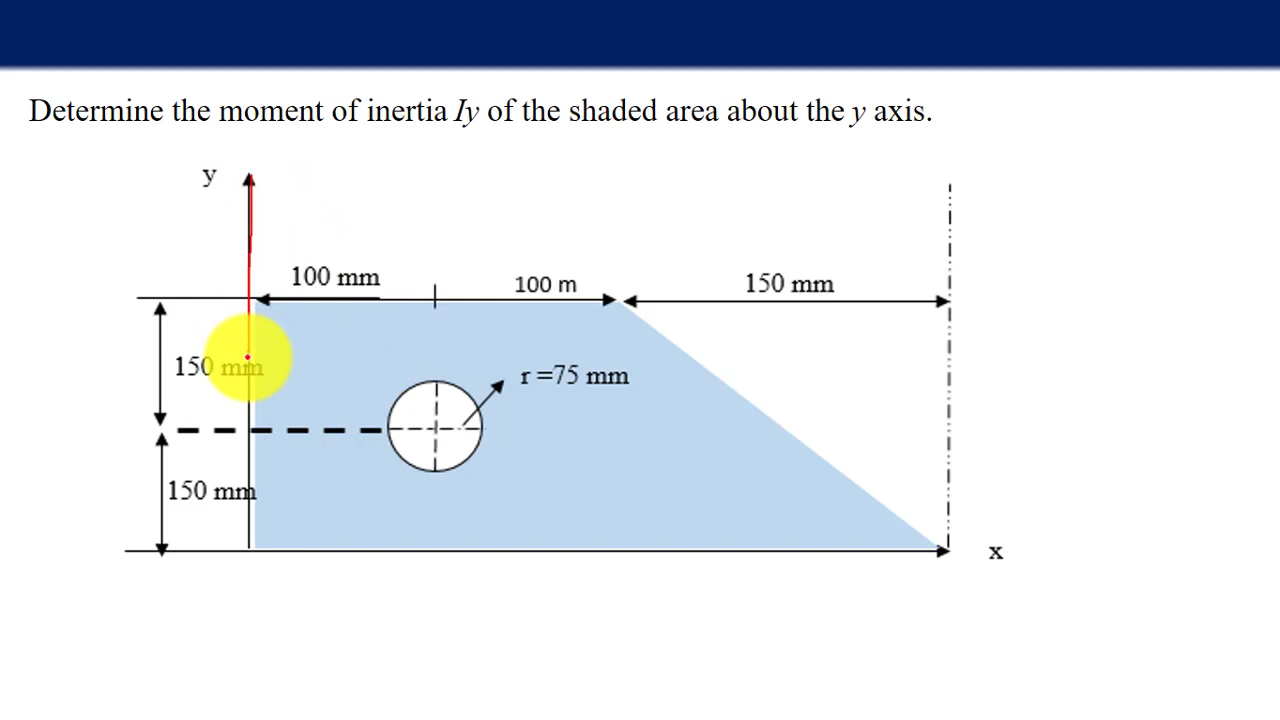 Determine the moment of inertia Iy of the shaded area about the y axis.
y
100 mm
100 m
150 mm
150 mm
r =75 mm
150 mm
x